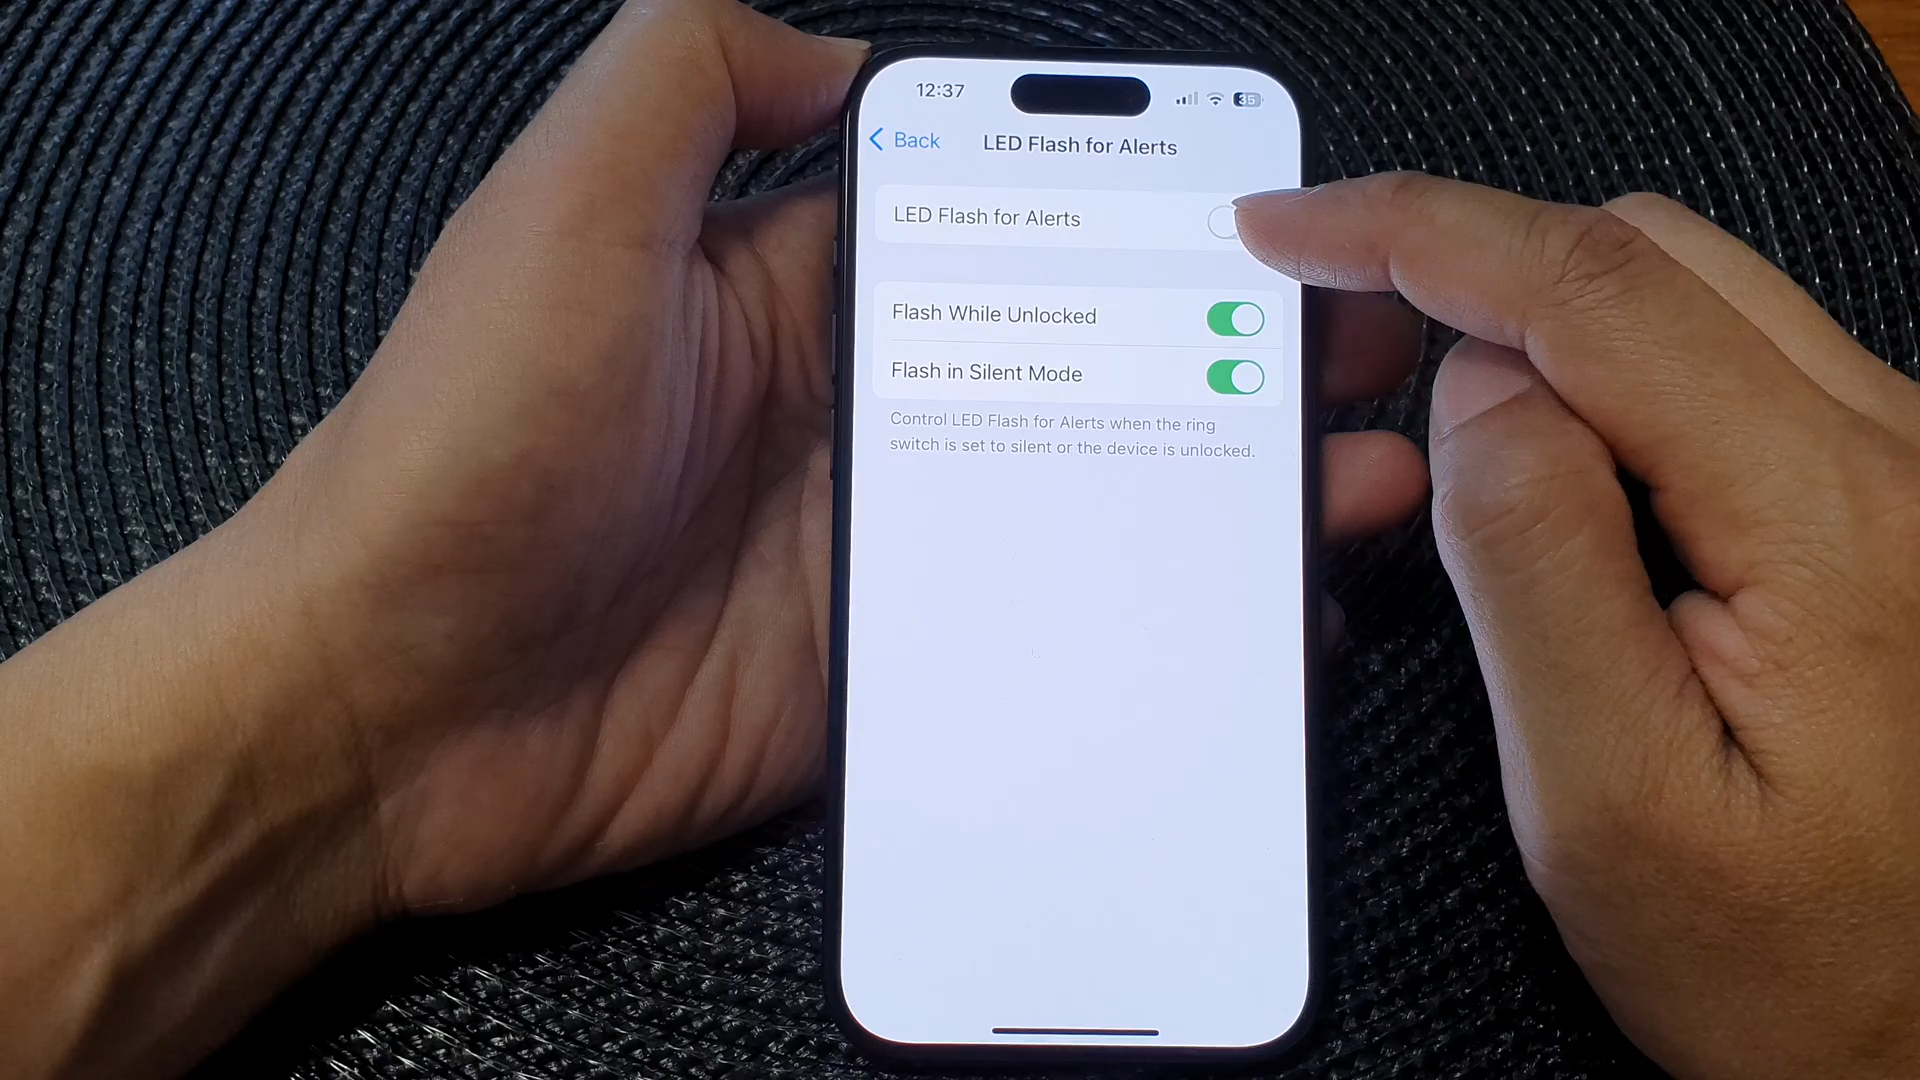 12:37
35
Back
LED Flash for Alerts
LED Flash for Alerts
Flash While Unlocked
Flash in Silent Mode
Control LED Flash for Alerts when the ring
switch is set to silent or the device is unlocked.